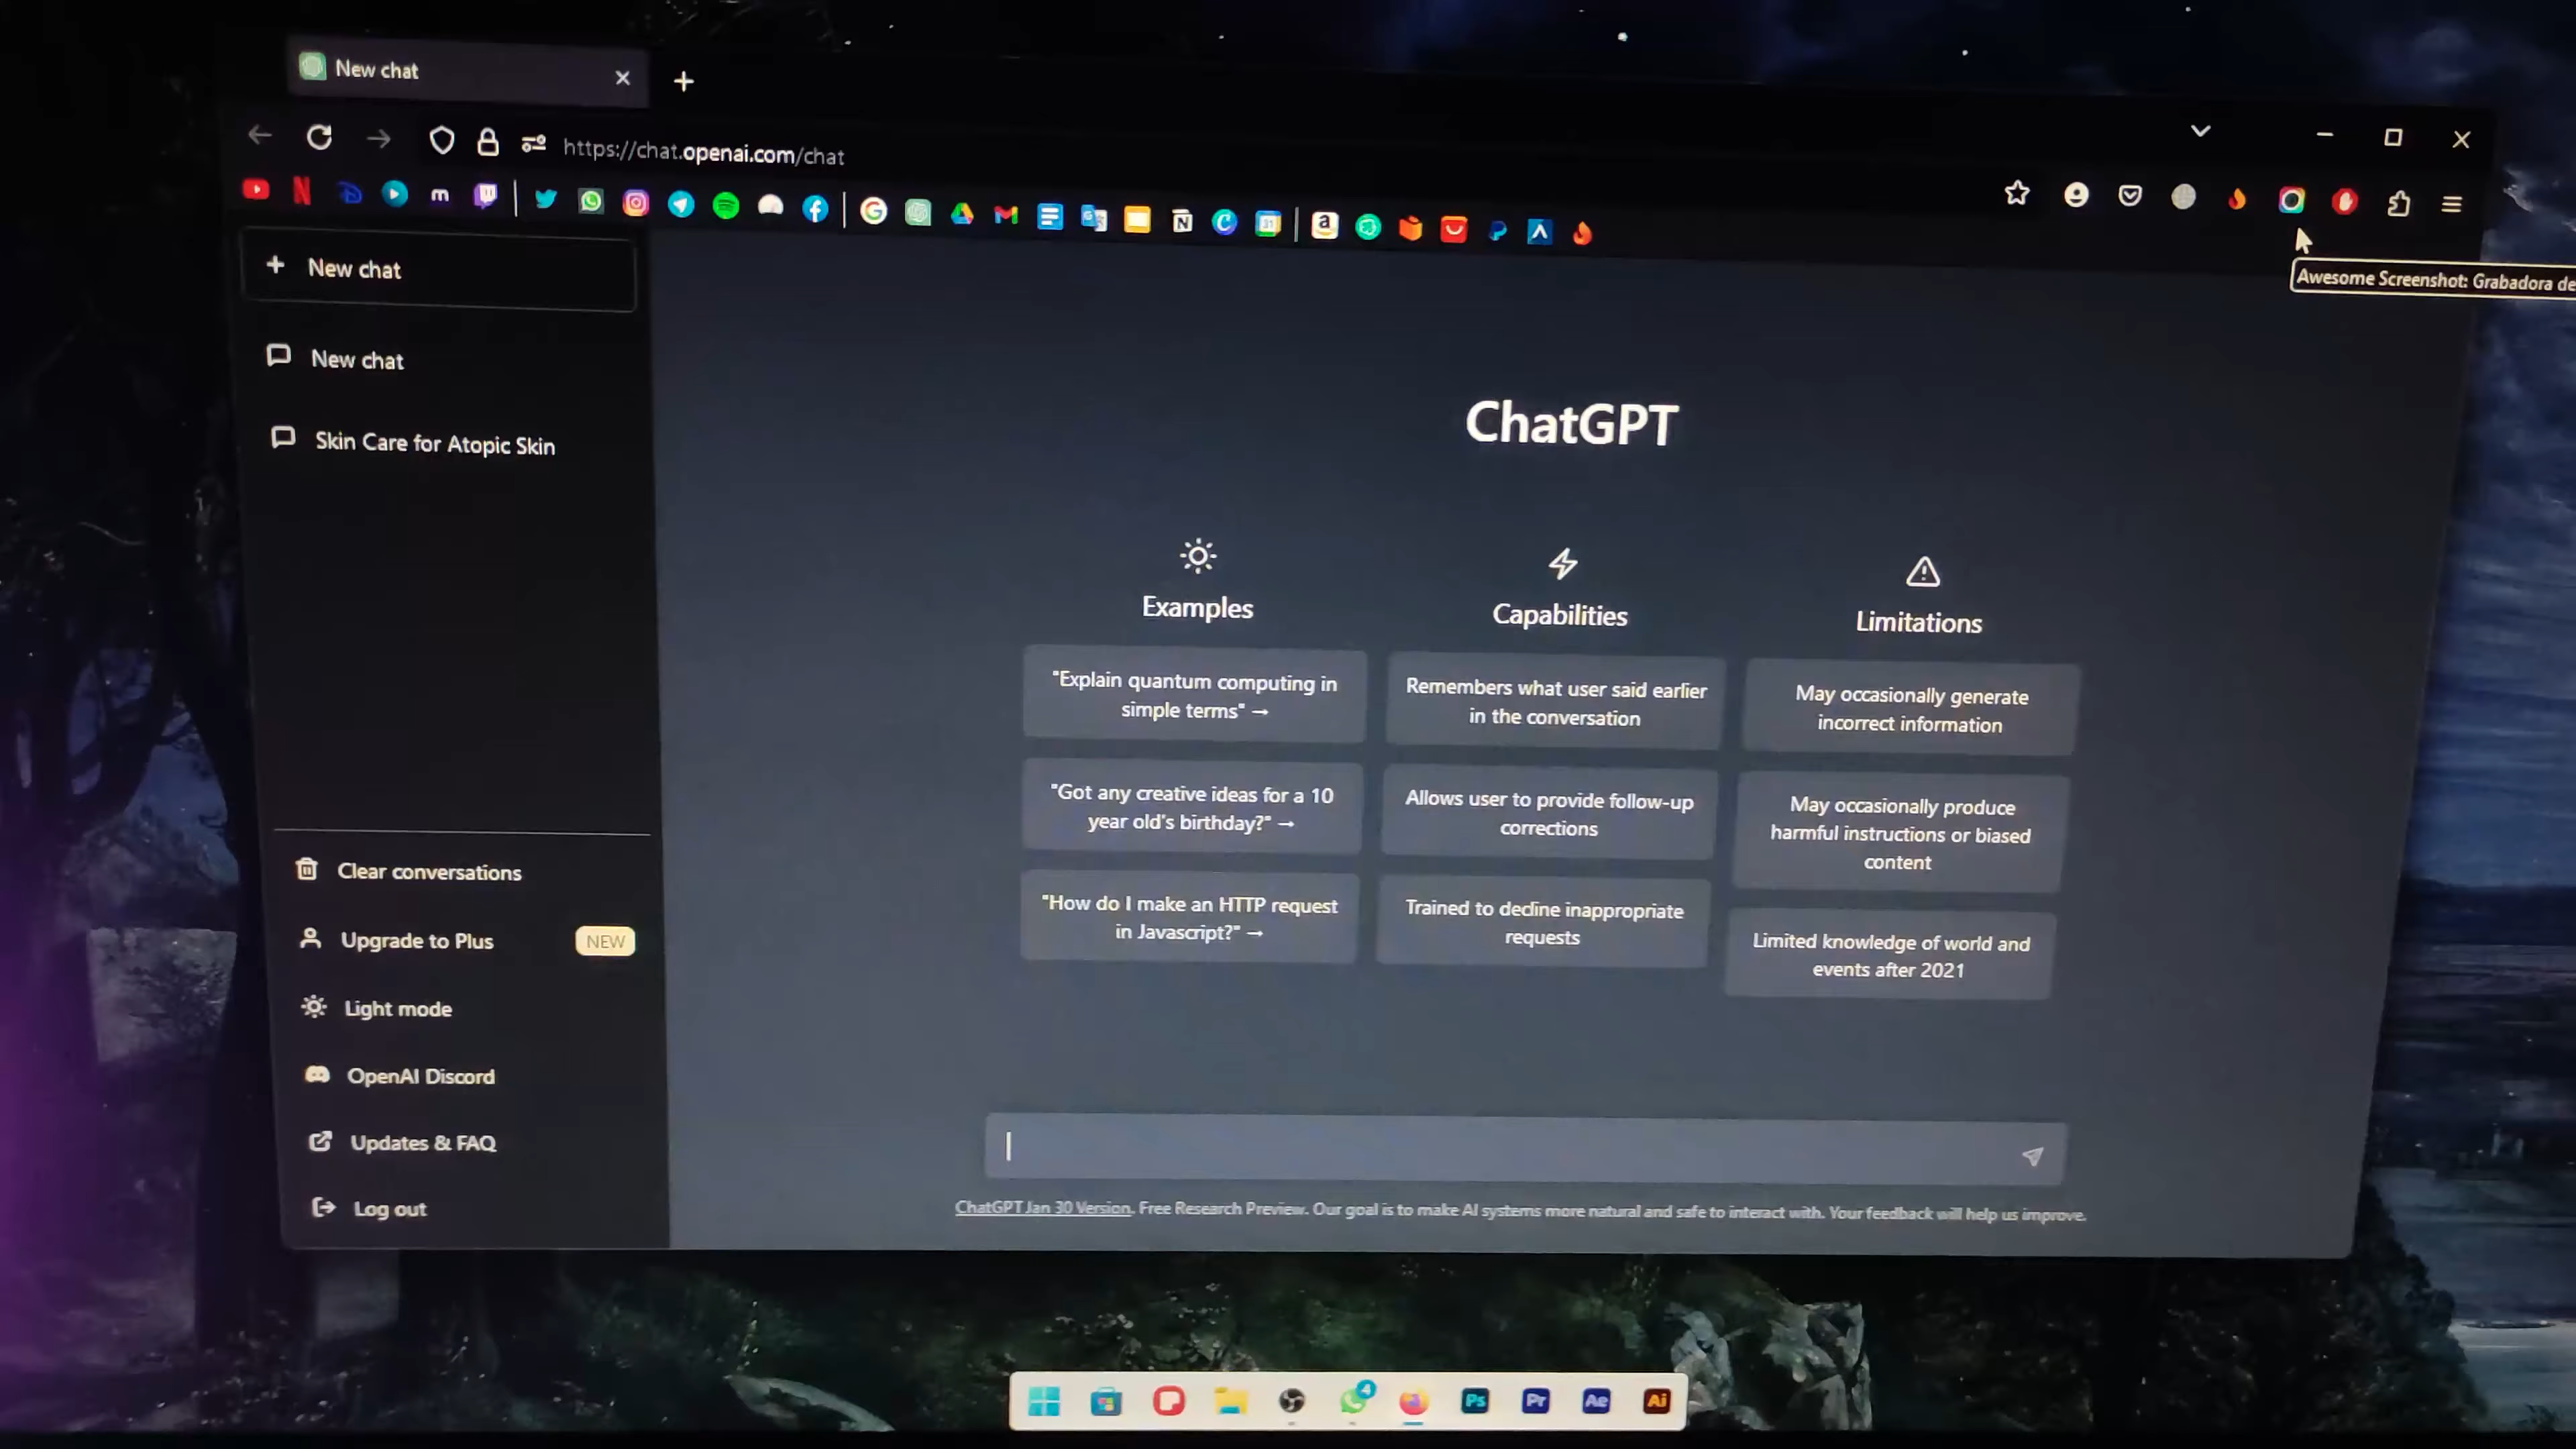 New chat
https://chat.openai.com/chat
Awesome Screenshot: Grabadora de
New chat
New chat
Skin Care for Atopic Skin
Clear conversations
Upgrade to Plus NEW
Light mode
OpenAI Discord
Updates & FAQ
Log out
ChatGPT
Examples
"Explain quantum computing in
simple terms" →
"Got any creative ideas for a 10
year old's birthday?" →
"How do I make an HTTP request
in Javascript?" →
Capabilities
Remembers what user said earlier
in the conversation
Allows user to provide follow-up
corrections
Trained to decline inappropriate
requests
Limitations
May occasionally generate
incorrect information
May occasionally produce
harmful instructions or biased
content
Limited knowledge of world and
events after 2021
ChatGPT Jan 30 Version. Free Research Preview. Our goal is to make AI systems more natural and safe to interact with. Your feedback will help us improve.
4
Ps Pr Ae Ai